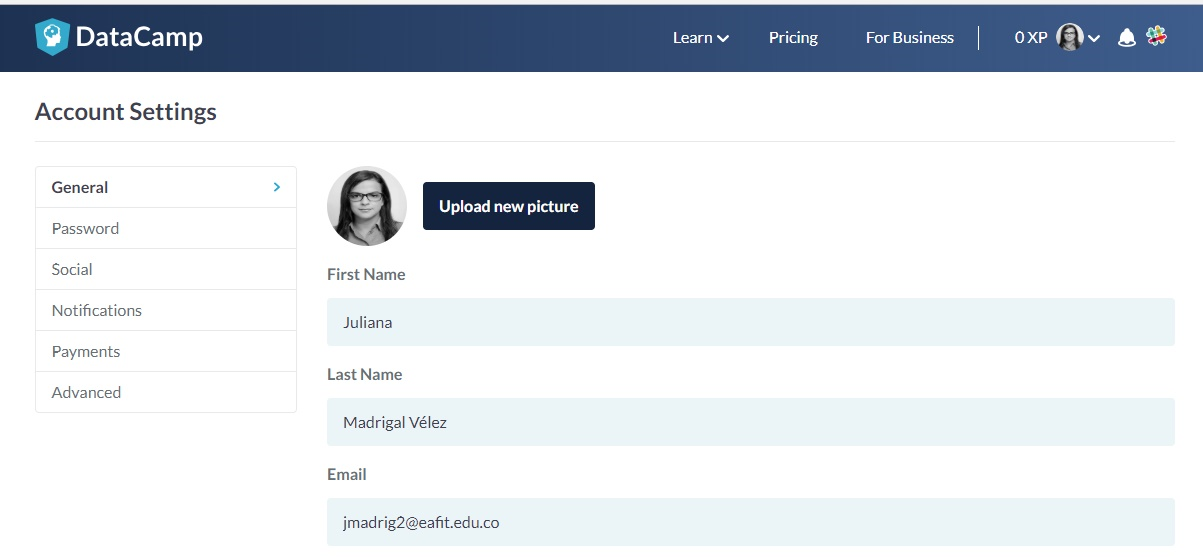 DataCamp
Learn Pricing For Business 0 XP
Account Settings
General
Password
Social
Notifications
Payments
Advanced
Upload new picture
First Name
Juliana
Last Name
Madrigal Vélez
Email
jmadrig2@eafit.edu.co